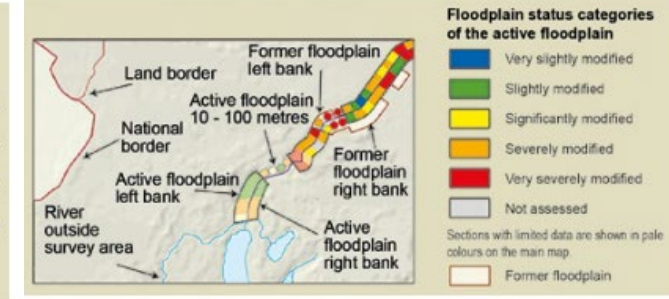 Former floodplain
left bank
Land border
Active floodplain
10 - 100 metres
National
border
Former
floodplain
right bank
Active floodplain
left bank
River
outside
survey area
Active
floodplain
right bank
Floodplain status categories
of the active floodplain
Very slightly modified
Slightly modified
Significantly modified
Severely modified
Very severely modified
Not assessed
Sections with limited data are shown in pale
colours on the main map.
Former floodplain